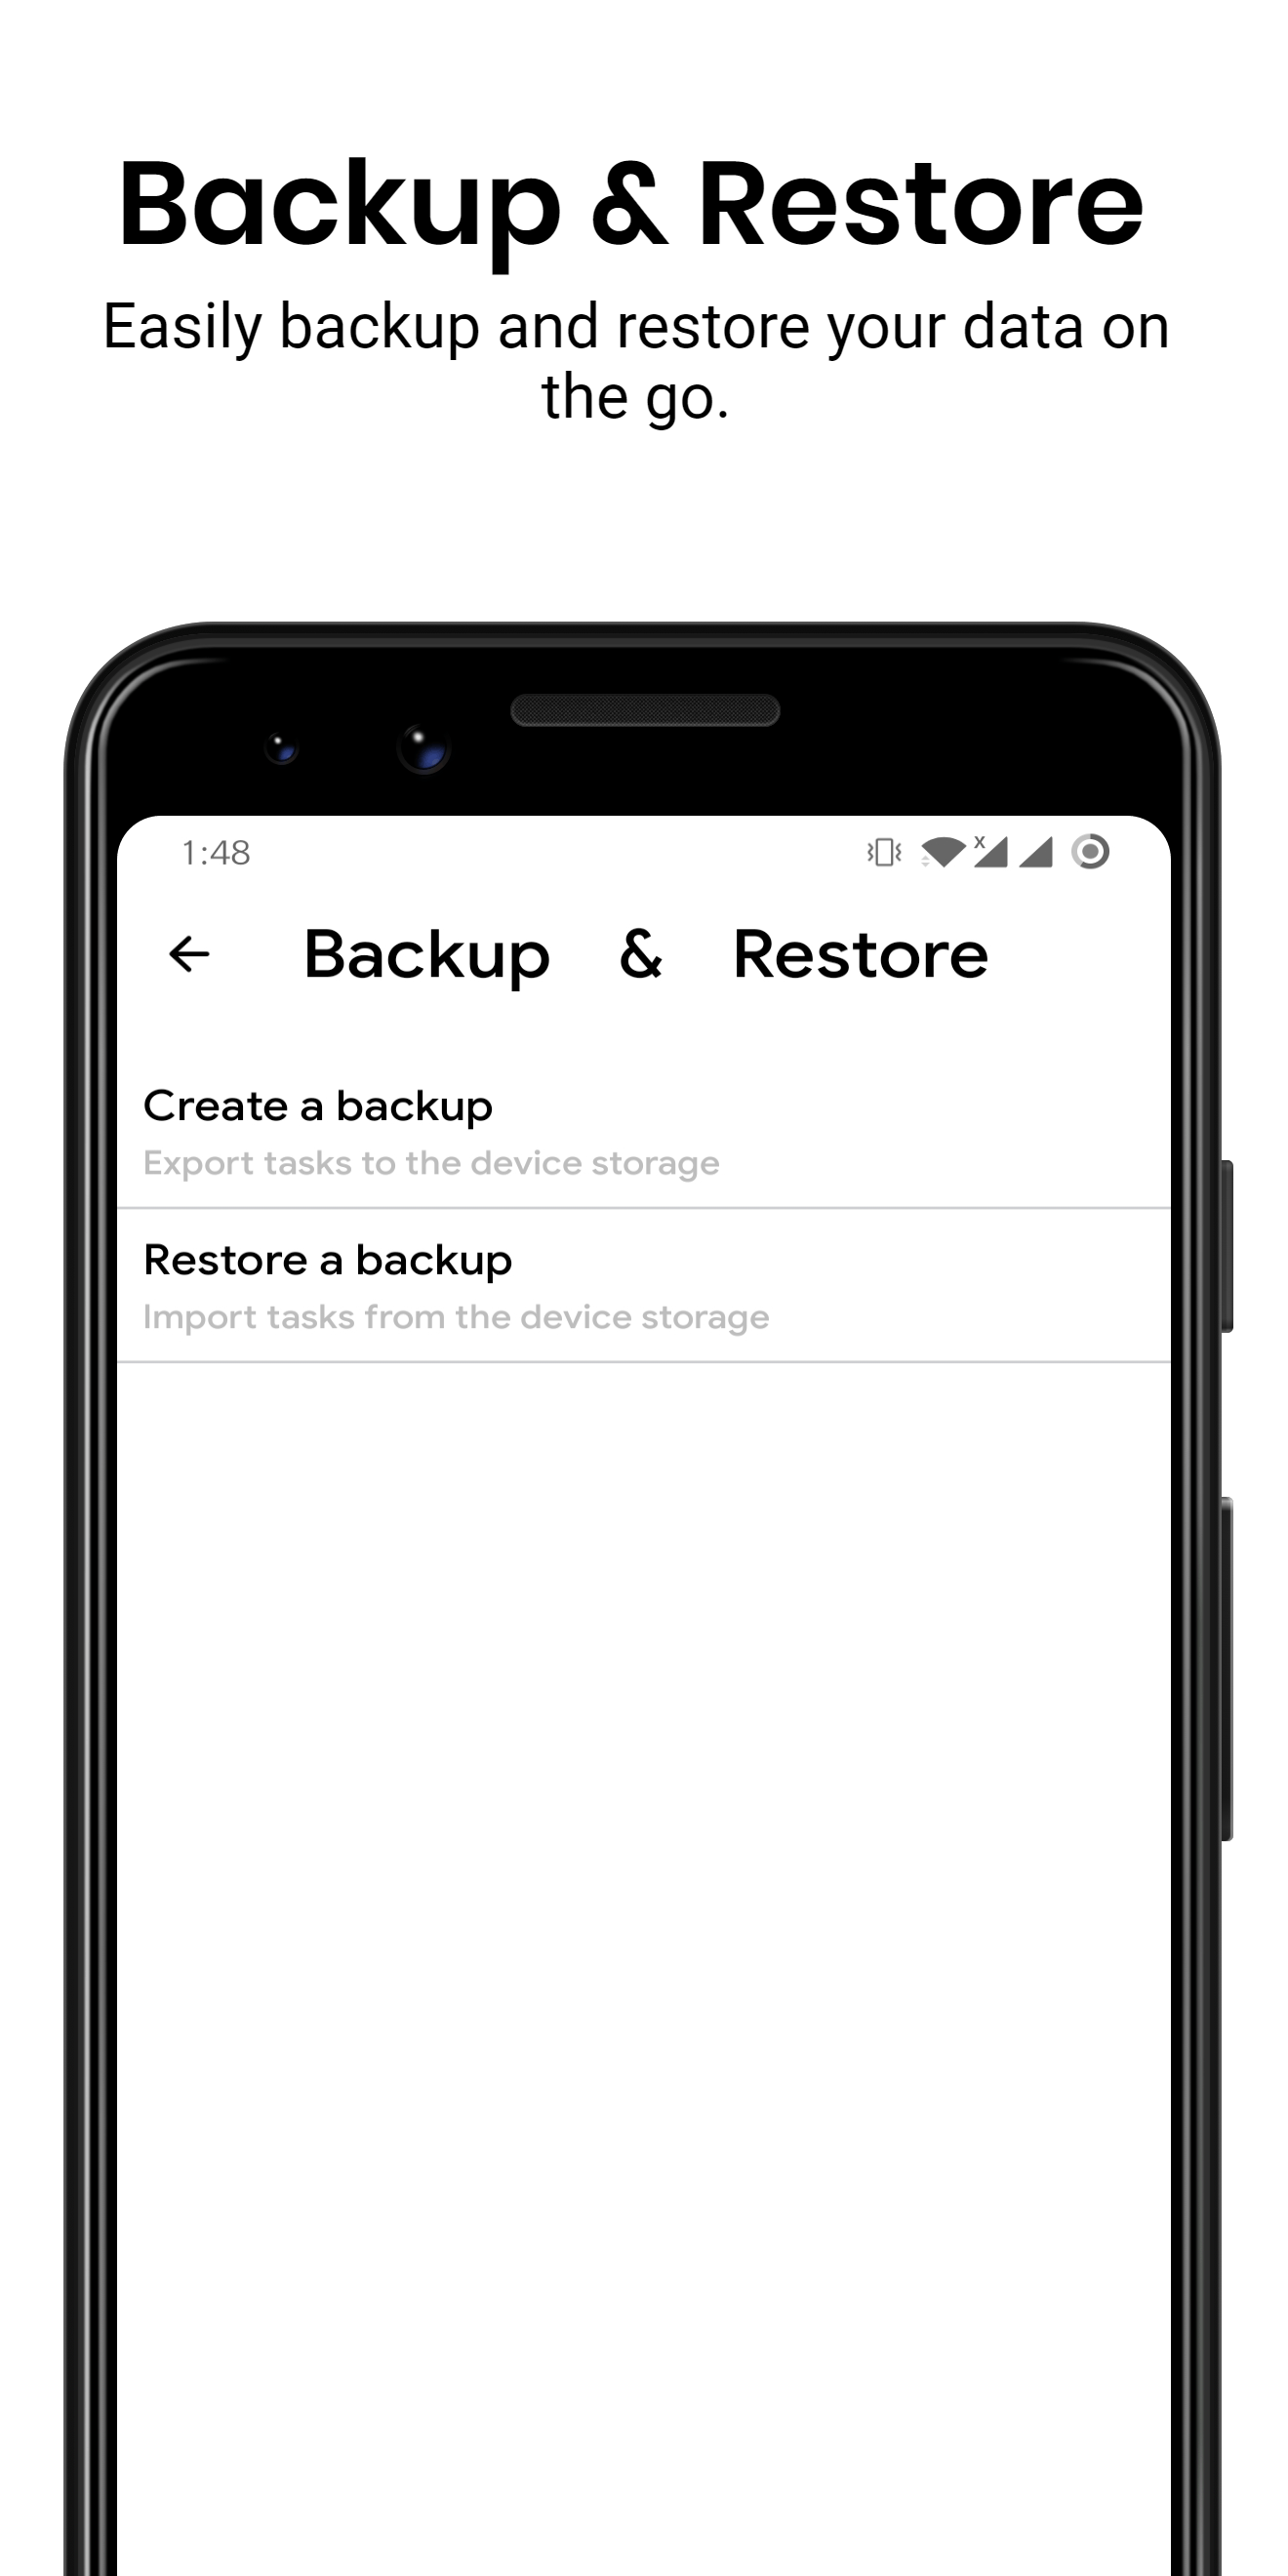 Backup & Restore
Easily backup and restore your data on
the go.
1:48
x
Backup & Restore
Create a backup
Export tasks to the device storage
Restore a backup
Import tasks from the device storage